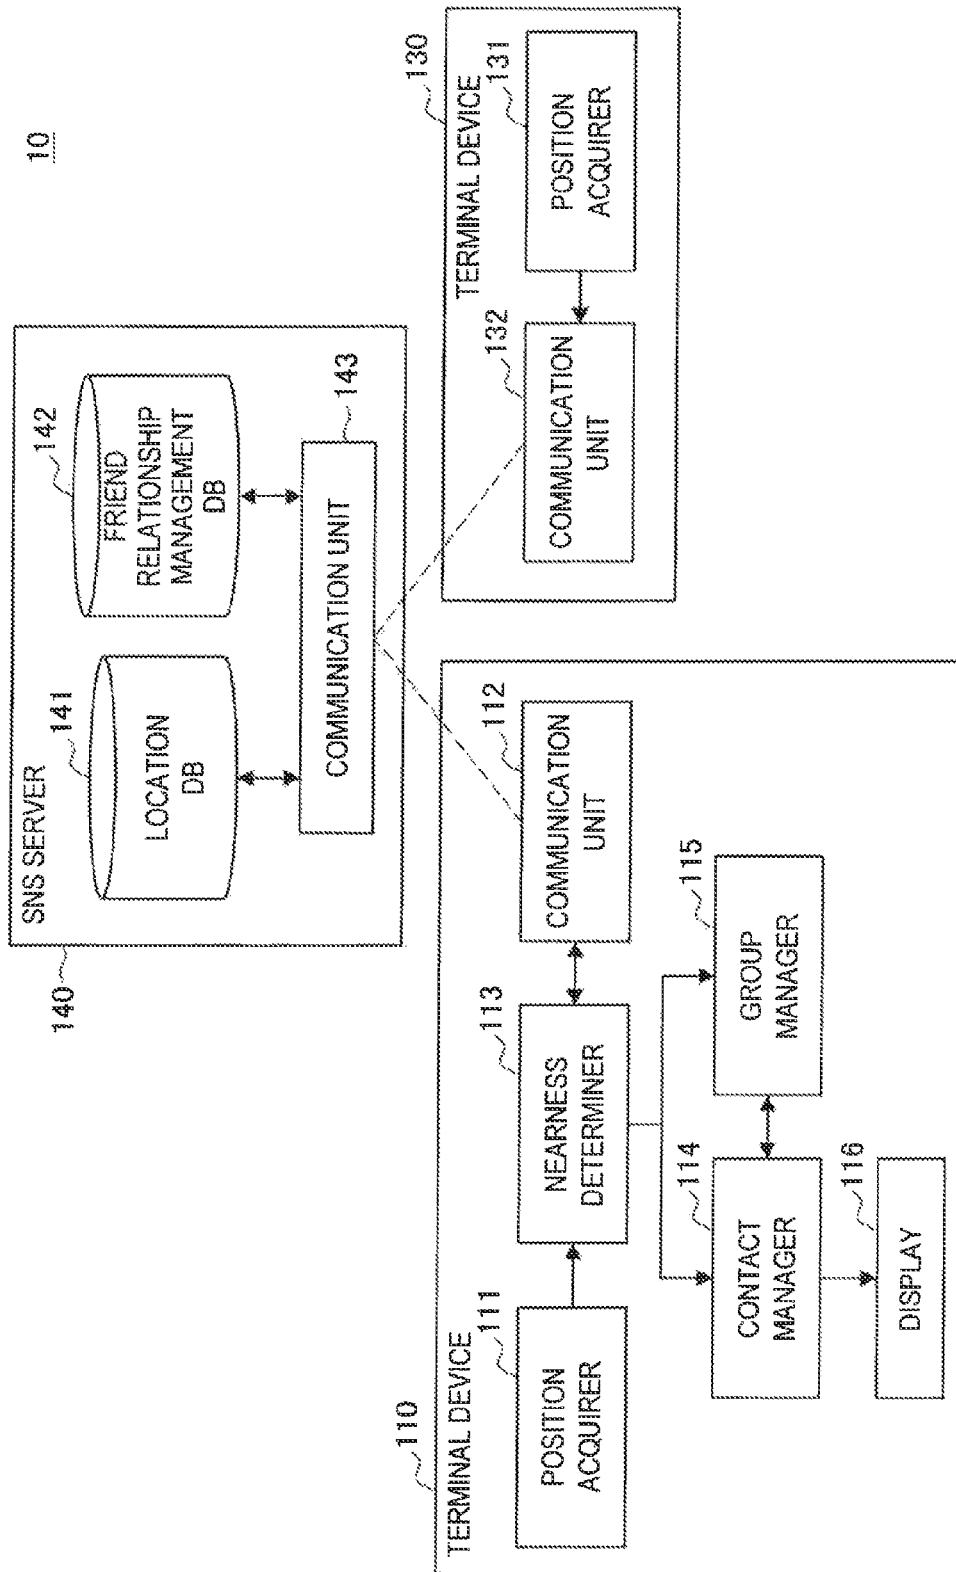 10
140
SNS SERVER
141
LOCATION
DB
142
FRIEND
RELATIONSHIP
MANAGEMENT
DB
143
COMMUNICATION UNIT
110
TERMINAL DEVICE
111
POSITION
ACQUIRER
113
NEARNESS
DETERMINER
112
COMMUNICATION
UNIT
114
CONTACT
MANAGER
115
GROUP
MANAGER
116
DISPLAY
130
TERMINAL DEVICE
132
COMMUNICATION
UNIT
131
POSITION
ACQUIRER